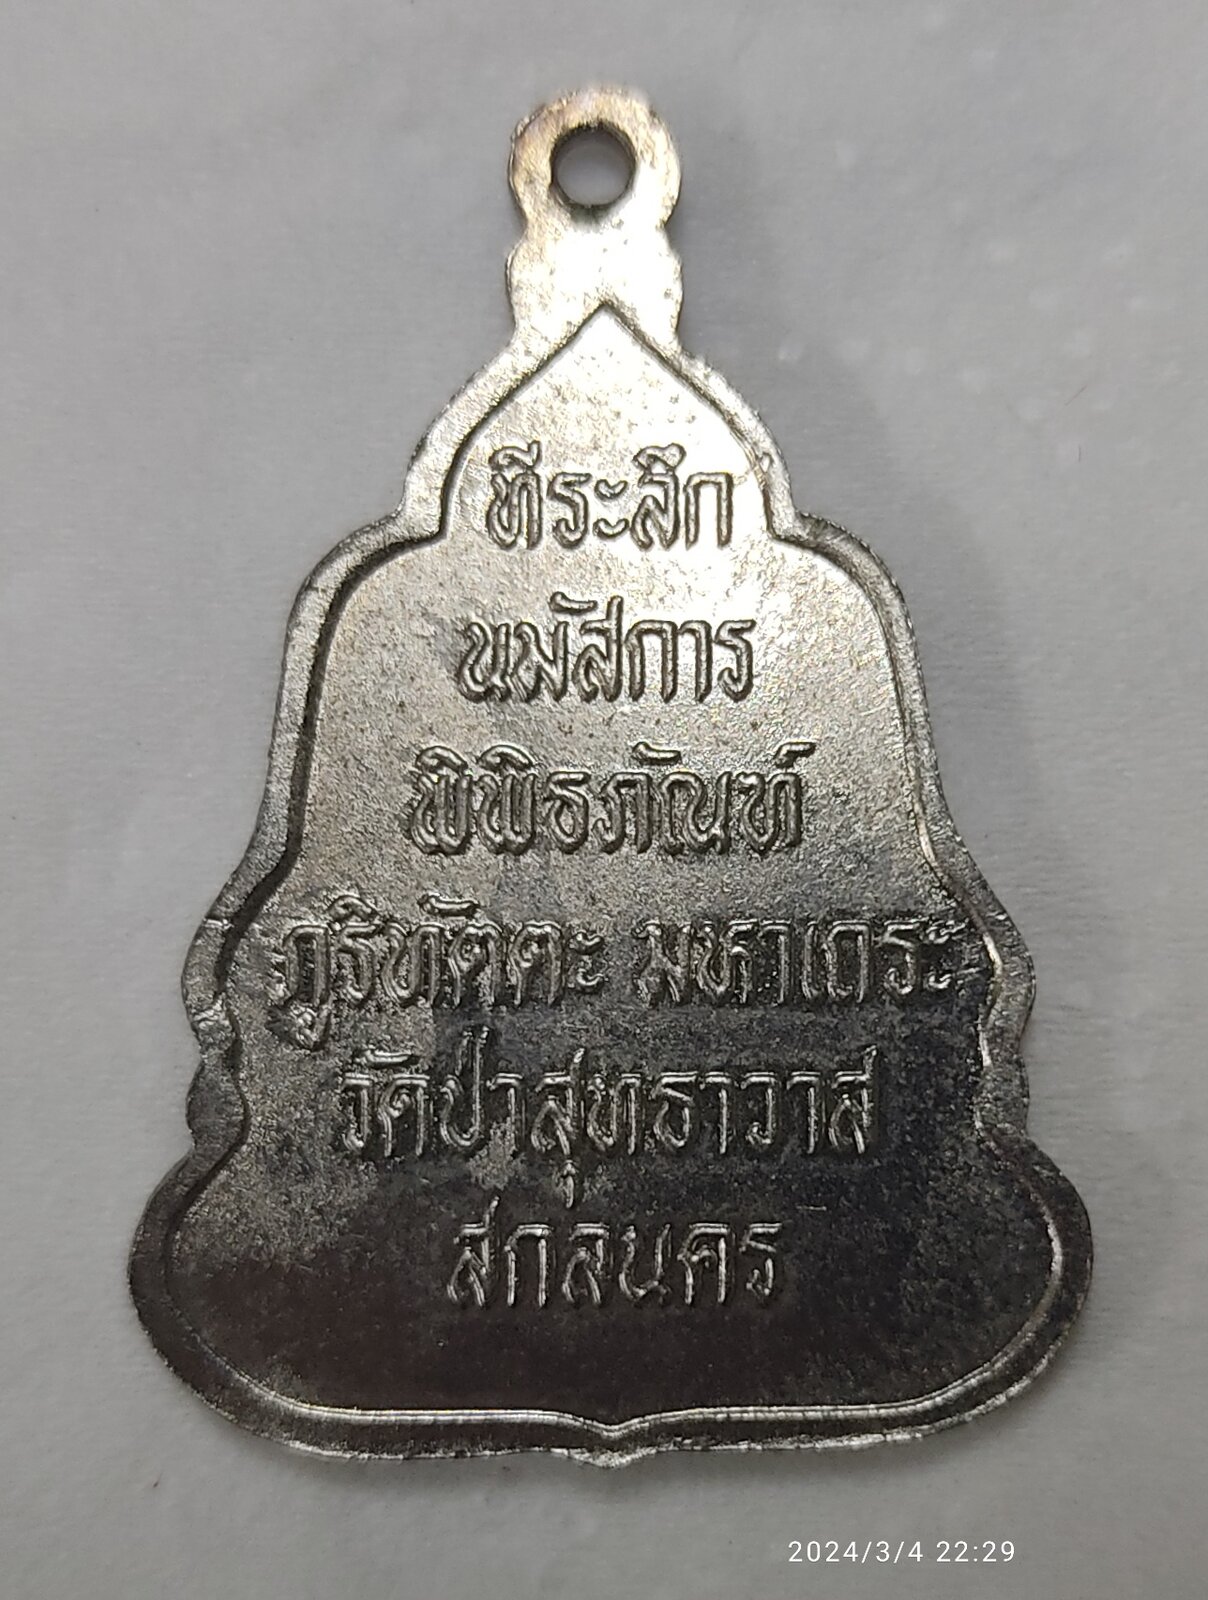 ที่ระลึก
นมัสการ
พิพิธภัณฑ์
ภูริทัตตะ มหาเถระ
วัดป่าสุทธาวาส
สกลนคร
2024/3/4 22:29